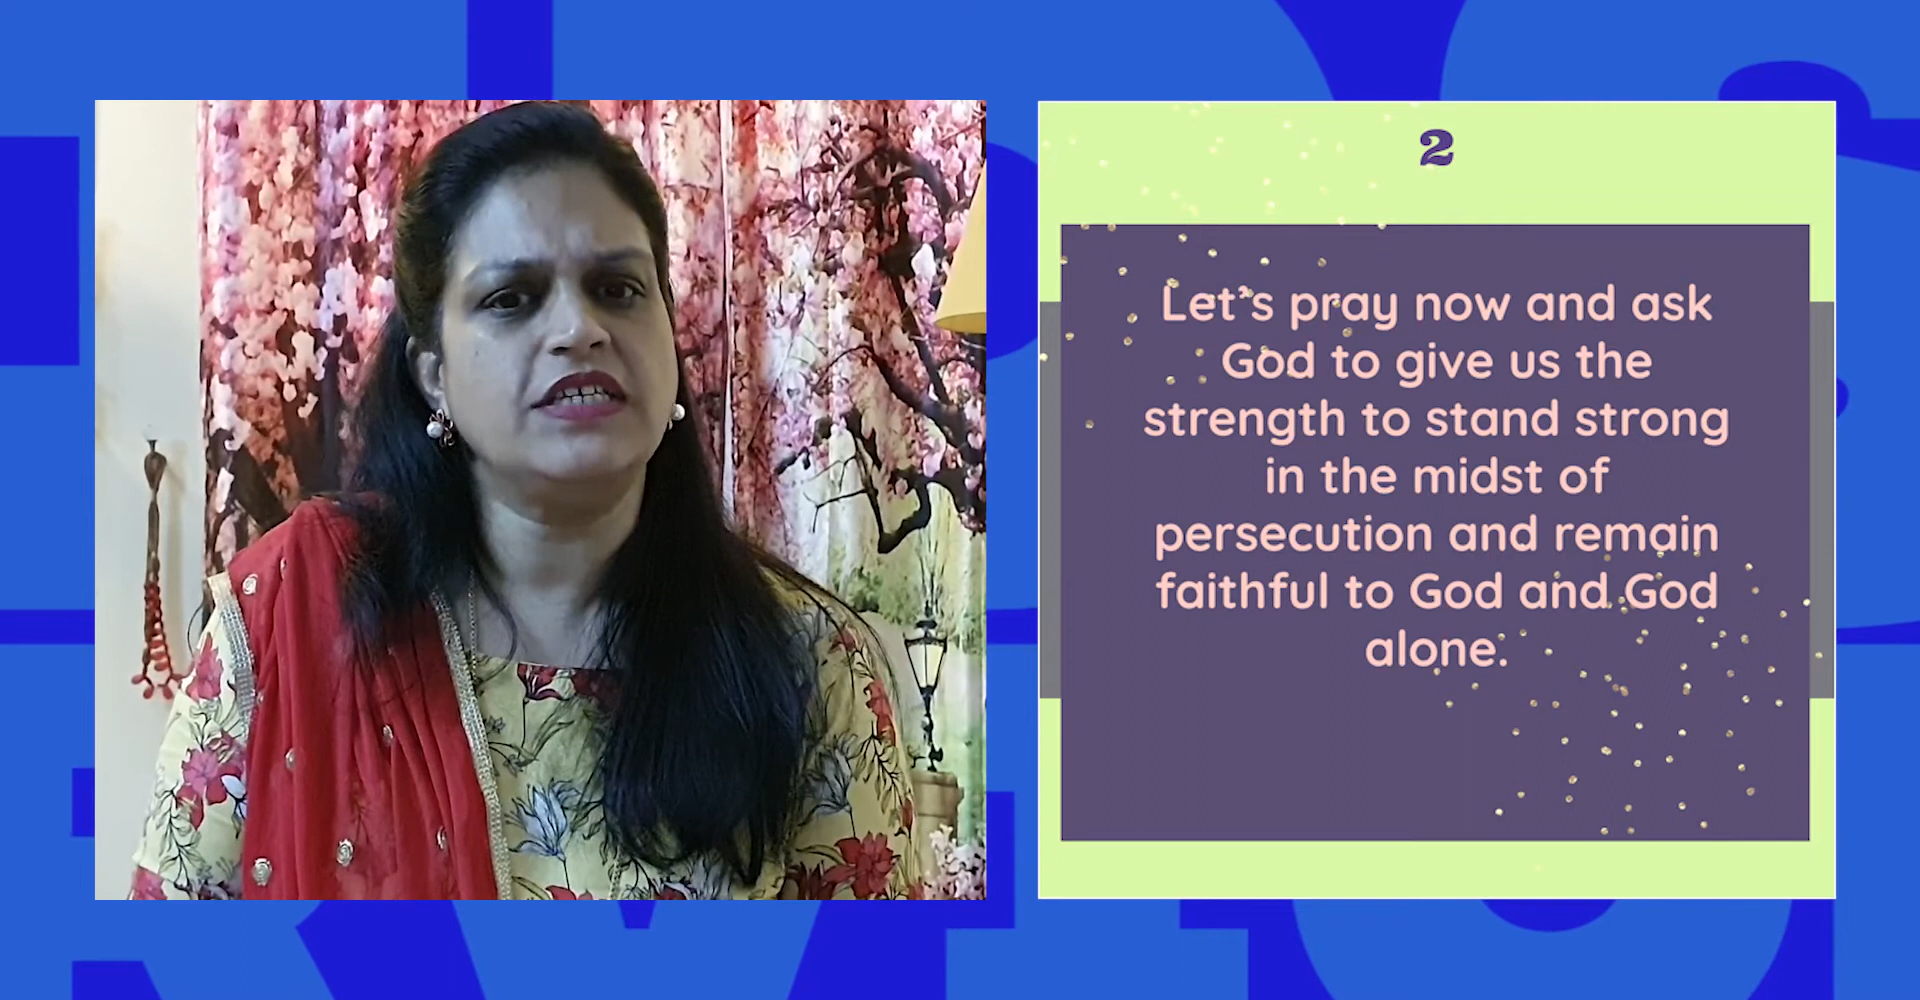 2
Let's pray now and ask
God to give us the
strength to stand strong
in the midst of
persecution and remain
faithful to God and God
alone.